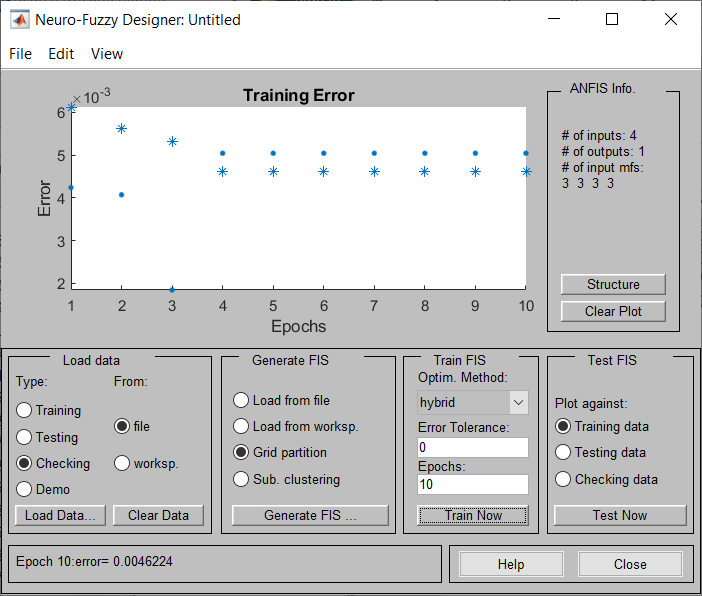 Neuro-Fuzzy Designer: Untitled
File Edit View
×10⁻³
Training Error
6
5
4
3
2
Error
1 2 3 4 5 6 7 8 9 10
Epochs
ANFIS Info.
# of inputs: 4
# of outputs: 1
# of input mfs:
3 3 3 3
Structure
Clear Plot
Load data
Type: From:
Training
Testing
Checking
Demo
file
worksp.
Load Data... Clear Data
Generate FIS
Load from file
Load from worksp.
Grid partition
Sub. clustering
Generate FIS ...
Train FIS
Optim. Method:
hybrid
Error Tolerance:
0
Epochs:
10
Train Now
Test FIS
Plot against:
Training data
Testing data
Checking data
Test Now
Epoch 10:error= 0.0046224
Help Close